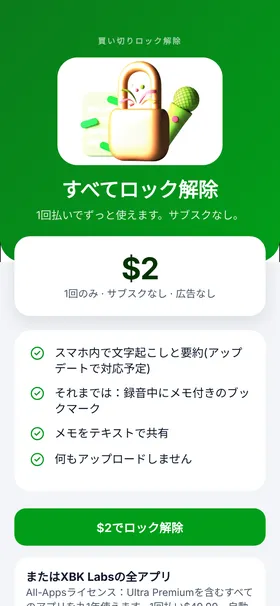 買い切りロック解除
すべてロック解除
1回払いでずっと使えます。サブスクなし。
$2
1回のみ · サブスクなし · 広告なし
スマホ内で文字起こしと要約(アップ
デートで対応予定)
それまでは：録音中にメモ付きのブッ
クマーク
メモをテキストで共有
何もアップロードしません
$2でロック解除
またはXBK Labsの全アプリ
All-Appsライセンス：Ultra Premiumを含むすべて